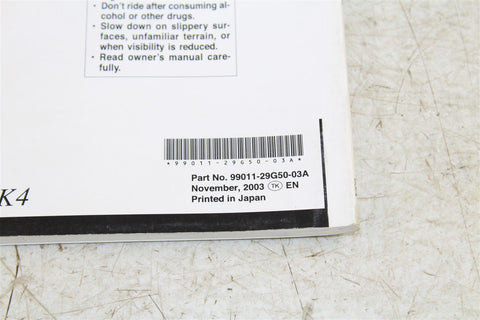 • Don't ride after consuming al-
cohol or other drugs.
• Slow down on slippery sur-
faces, unfamiliar terrain, or
when visibility is reduced.
• Read owner's manual care-
fully.
*99011-29G50-03A*
Part No. 99011-29G50-03A
November, 2003 TK EN
Printed in Japan
K4